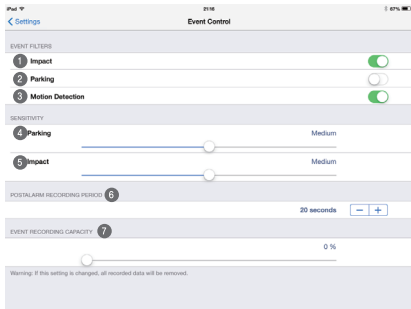 iPad 21:16 67%
Settings Event Control
EVENT FILTERS
1 Impact
2 Parking
3 Motion Detection
SENSITIVITY
4 Parking Medium
5 Impact Medium
POSTALARM RECORDING PERIOD 6
20 seconds - +
EVENT RECORDING CAPACITY 7
0 %
Warning: If this setting is changed, all recorded data will be removed.